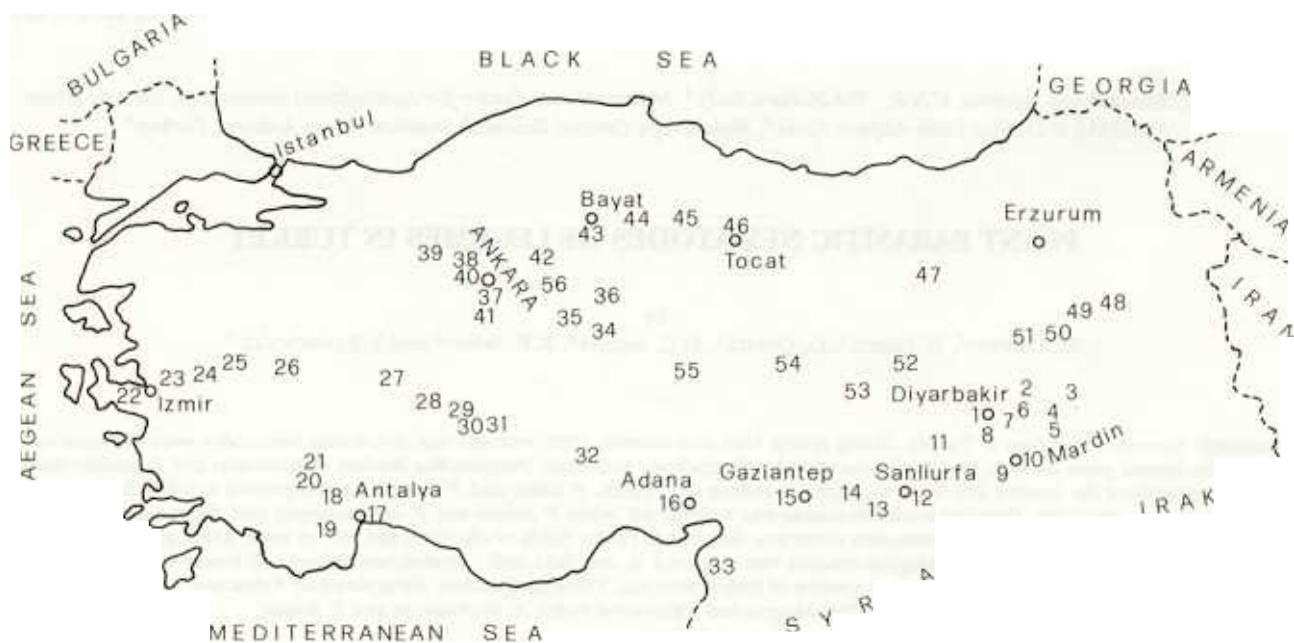 BLACK SEA
BULGARIA
GEORGIA
GREECE
Istanbul
ARMENIA
Bayat
44 45 46
43
Tocat
Erzurum
ANKARA
39 38 42
40 56
37 36
41 35 34
47
IRAN
49 48
51 50
AEGEAN SEA
22 23 24 25 26 27
Izmir
28 29
30 31
55 54 53 52
Diyarbakir 2 3
1 7 6 4
8 5
11
32
21
20 18
Antalya
19 17
Adana
16
Gaziantep
15 14
Sanliurfa
13 12
9 10 Mardin
IRAK
33
SYRIA
MEDITERRANEAN SEA